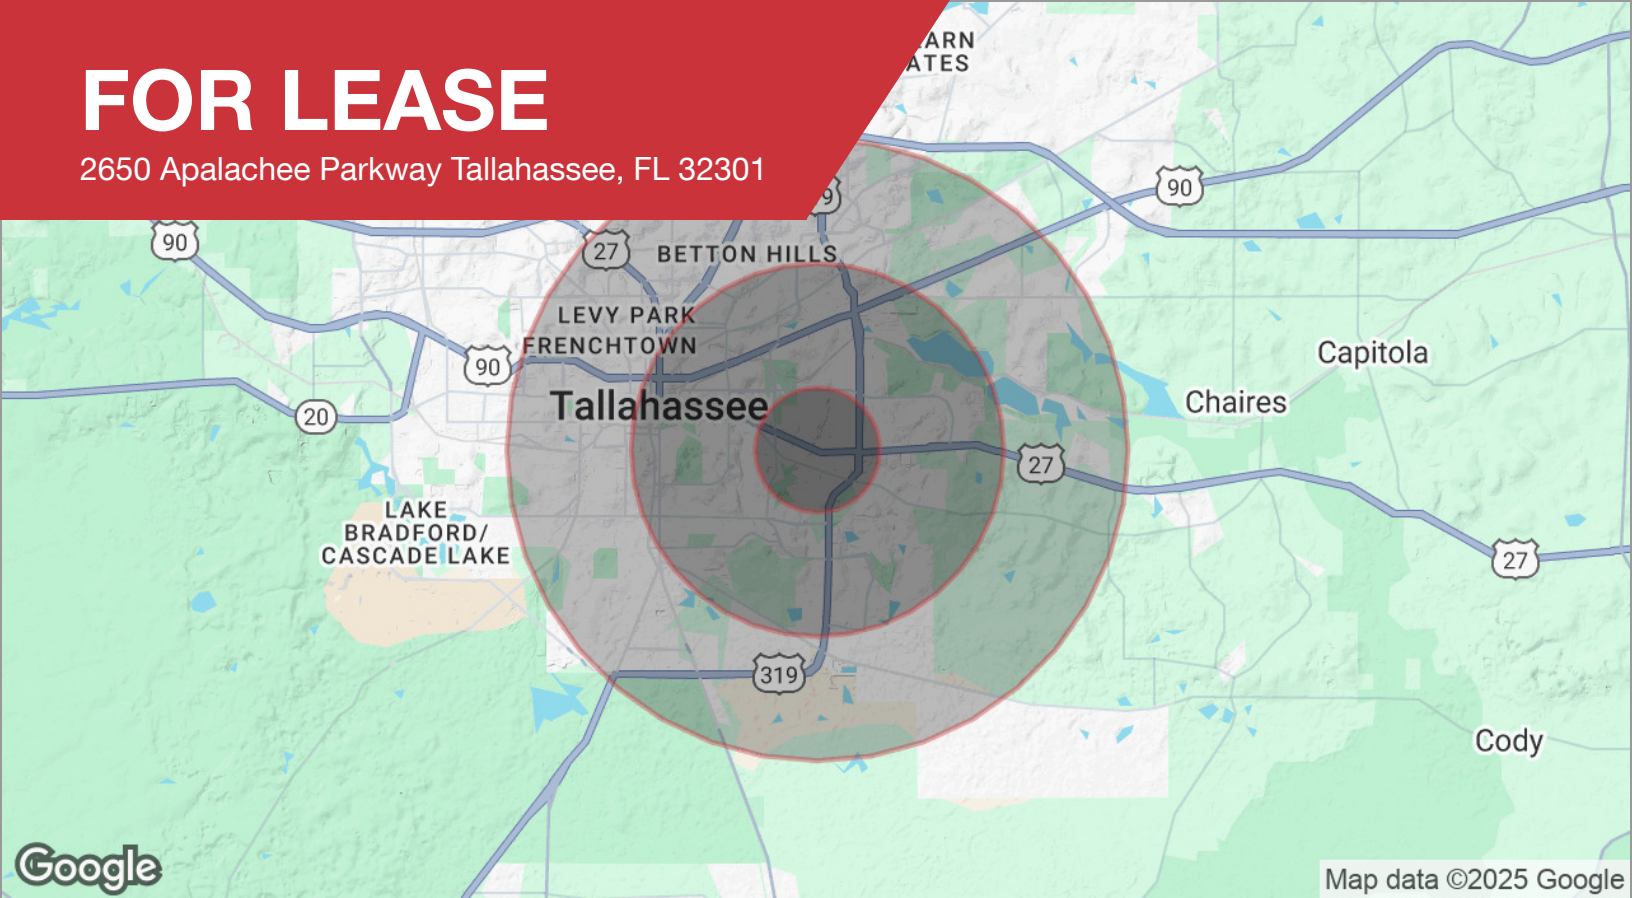 FOR LEASE
2650 Apalachee Parkway Tallahassee, FL 32301
90
27
BETTON HILLS
90
LEVY PARK
FRENCHTOWN
90
Capitola
Tallahassee
Chaires
20
27
LAKE
BRADFORD/
CASCADE LAKE
27
319
Cody
Google
Map data ©2025 Google